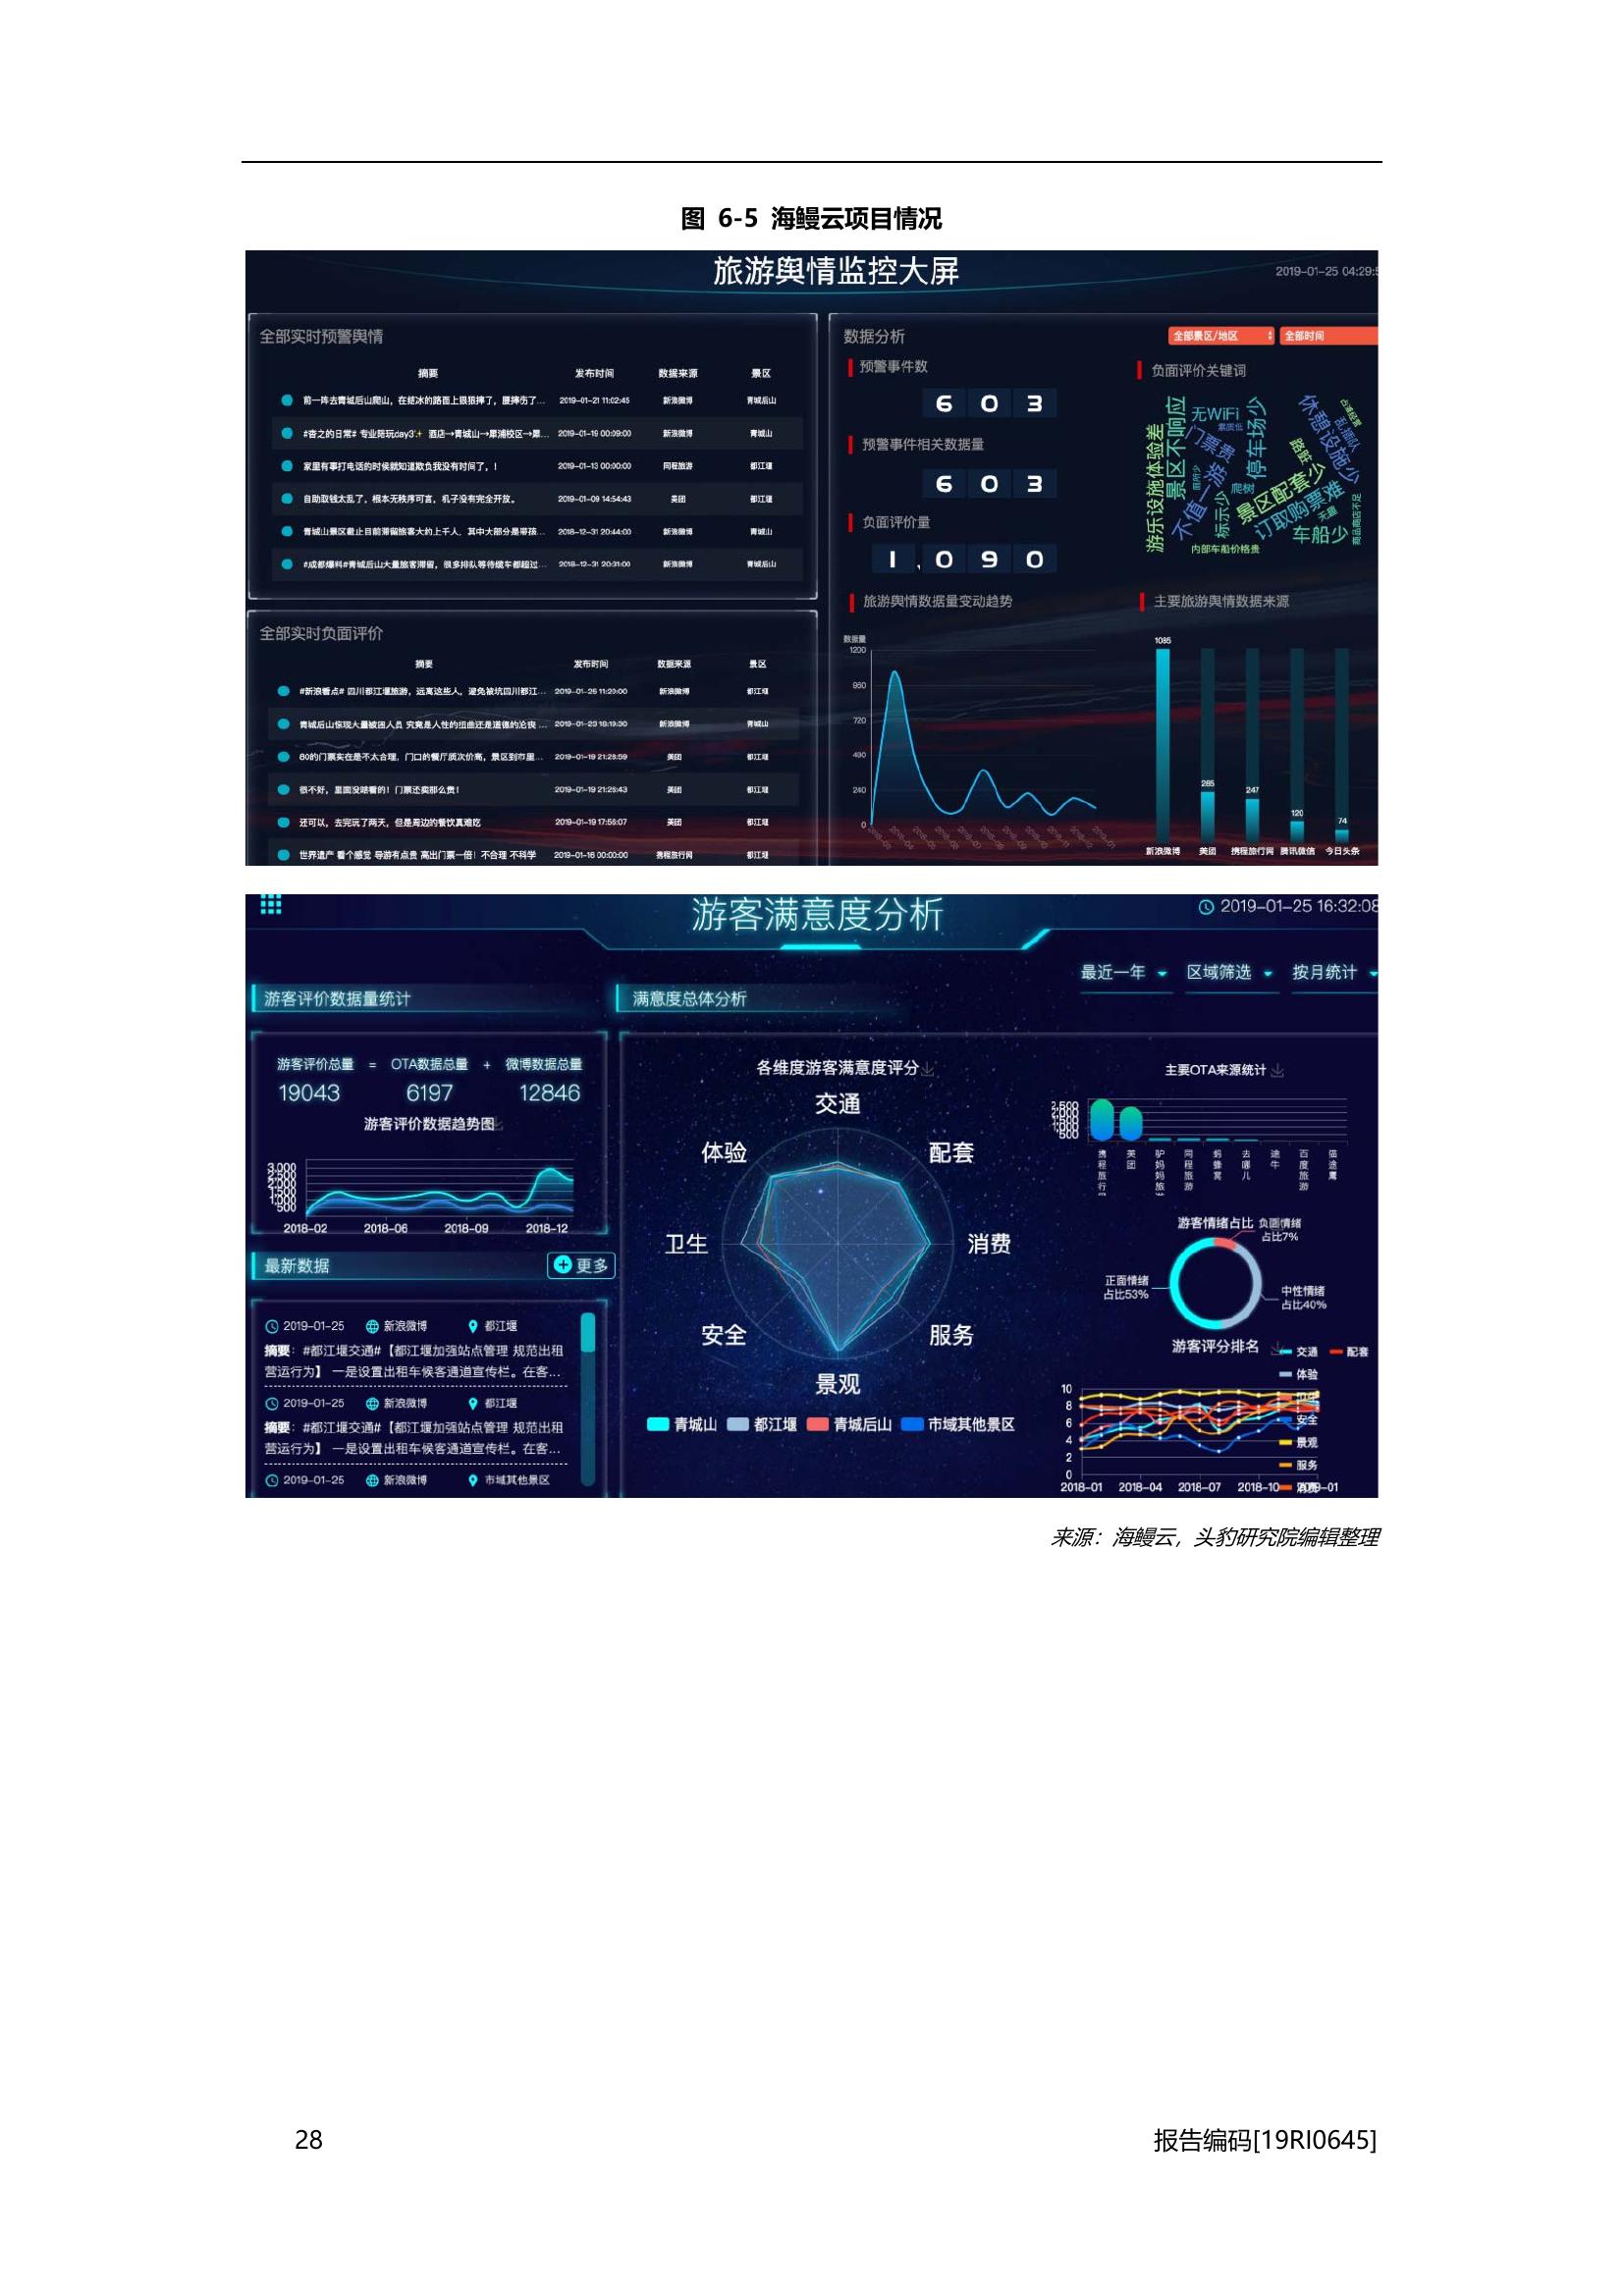 图 6-5 海鳗云项目情况
旅游舆情监控大屏
2019-01-25 04:29:5
全部实时预警舆情
摘要 发布时间 数据来源 景区
前一阵去青城后山爬山，在结冰的路面上狠狠摔了，腰摔伤了... 2019-01-21 11:02:45 新浪微博 青城后山
#杳之的日常# 专业陪玩day3✨ 酒店→青城山→犀浦校区→犀... 2019-01-19 00:09:00 新浪微博 青城山
家里有事打电话的时候就知道欺负我没有时间了，！ 2019-01-13 00:00:00 同程旅游 都江堰
自助取钱太乱了，根本无秩序可言，机子没有完全开放。 2019-01-09 14:54:43 美团 都江堰
青城山景区截止目前滞留旅客大约上千人，其中大部分是带孩... 2018-12-31 20:44:00 新浪微博 青城山
#成都爆料#青城后山大量旅客滞留，很多排队等待缆车都超过... 2018-12-31 20:31:00 新浪微博 青城后山
全部实时负面评价
摘要 发布时间 数据来源 景区
#新浪看点# 四川都江堰旅游，远离这些人，避免被坑四川都江... 2019-01-25 11:20:00 新浪微博 都江堰
青城后山惊现大量被困人员 究竟是人性的扭曲还是道德的沦丧 ... 2019-01-23 18:19:30 新浪微博 青城山
80的门票实在是不太合理，门口的餐厅质次价高，景区到市里... 2019-01-19 21:28:59 美团 都江堰
很不好，里面没啥看的！门票还卖那么贵！ 2019-01-19 21:26:43 美团 都江堰
还可以，去完玩了两天，但是周边的餐饮真难吃 2019-01-19 17:56:07 美团 都江堰
世界遗产 看个感觉 导游有点贵 高出门票一倍！不合理 不科学 2019-01-16 00:00:00 携程旅行网 都江堰
数据分析
全部景区/地区
全部时间
预警事件数
603
预警事件相关数据量
603
负面评价量
1,090
负面评价关键词
游乐设施体验差
景区不响应
无WiFi
素质低
门票贵
停车场少
不值一游
厕所少
标示少
爬坡
景区配套少
订取购票难
无趣
车船少
内部车船价格贵
路脏
休憩设施少
乱插队
商品商店不足
旅游舆情数据量变动趋势
数据量
1200
960
720
480
240
0
主要旅游舆情数据来源
1085
285
247
120
74
新浪微博 美团 携程旅行网 腾讯微信 今日头条
游客满意度分析
2019-01-25 16:32:08
最近一年 区域筛选 按月统计
游客评价数据量统计
游客评价总量 = OTA数据总量 + 微博数据总量
19043 6197 12846
游客评价数据趋势图
3,000
2,500
2,000
1,500
1,000
500
2018-02 2018-06 2018-09 2018-12
最新数据
更多
2019-01-25 新浪微博 都江堰
摘要：#都江堰交通#【都江堰加强站点管理 规范出租
营运行为】 一是设置出租车候客通道宣传栏。在客...
2019-01-25 新浪微博 都江堰
摘要：#都江堰交通#【都江堰加强站点管理 规范出租
营运行为】 一是设置出租车候客通道宣传栏。在客...
2019-01-25 新浪微博 市域其他景区
满意度总体分析
各维度游客满意度评分
交通
体验
配套
卫生
消费
安全
服务
景观
青城山 都江堰 青城后山 市域其他景区
主要OTA来源统计
2,500
2,000
1,500
1,000
500
携程旅行网 美团 驴妈妈旅游 同程旅游 蚂蜂窝 去哪儿 途牛 百度旅游 猫途鹰
游客情绪占比
负面情绪
占比7%
正面情绪
占比53%
中性情绪
占比40%
游客评分排名
交通
配套
体验
卫生
安全
景观
服务
消费
10
8
6
4
2
0
2018-01 2018-04 2018-07 2018-10 2019-01
来源：海鳗云，头豹研究院编辑整理
28
报告编码[19RI0645]